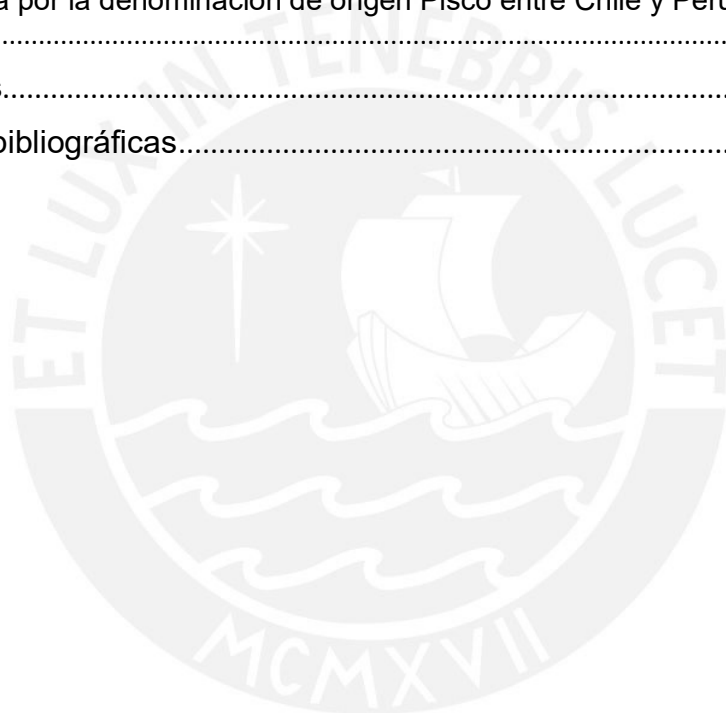 a por la denominación de origen Pisco entre Chile y Perú
........................................................................................................
s........................................................................................................
bibliográficas........................................................................................
ET LUX IN TENEBRIS LUCET
MCMXVII